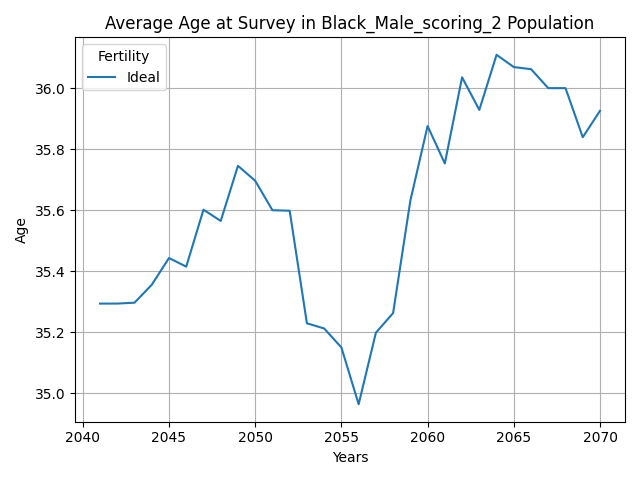 Average Age at Survey in Black_Male_scoring_2 Population
Fertility
Ideal
36.0
35.8
35.6
35.4
35.2
35.0
Age
2040
2045
2050
2055
2060
2065
2070
Years